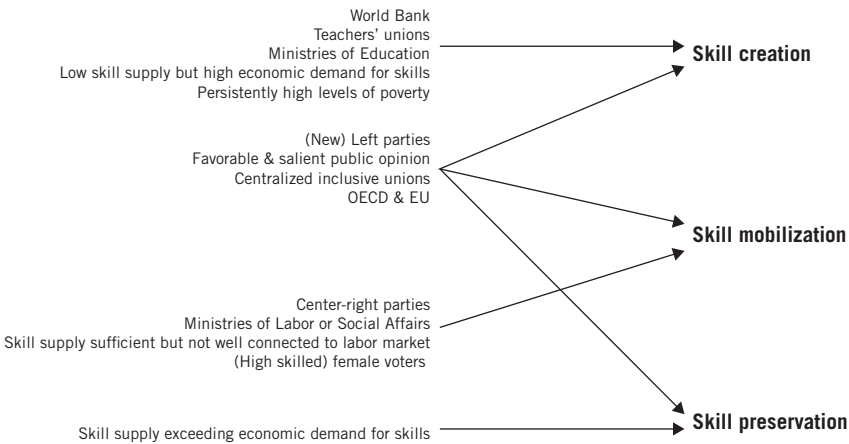 World Bank
Teachers' unions
Ministries of Education
Low skill supply but high economic demand for skills
Persistently high levels of poverty
Skill creation
(New) Left parties
Favorable & salient public opinion
Centralized inclusive unions
OECD & EU
Skill mobilization
Center-right parties
Ministries of Labor or Social Affairs
Skill supply sufficient but not well connected to labor market
(High skilled) female voters
Skill preservation
Skill supply exceeding economic demand for skills